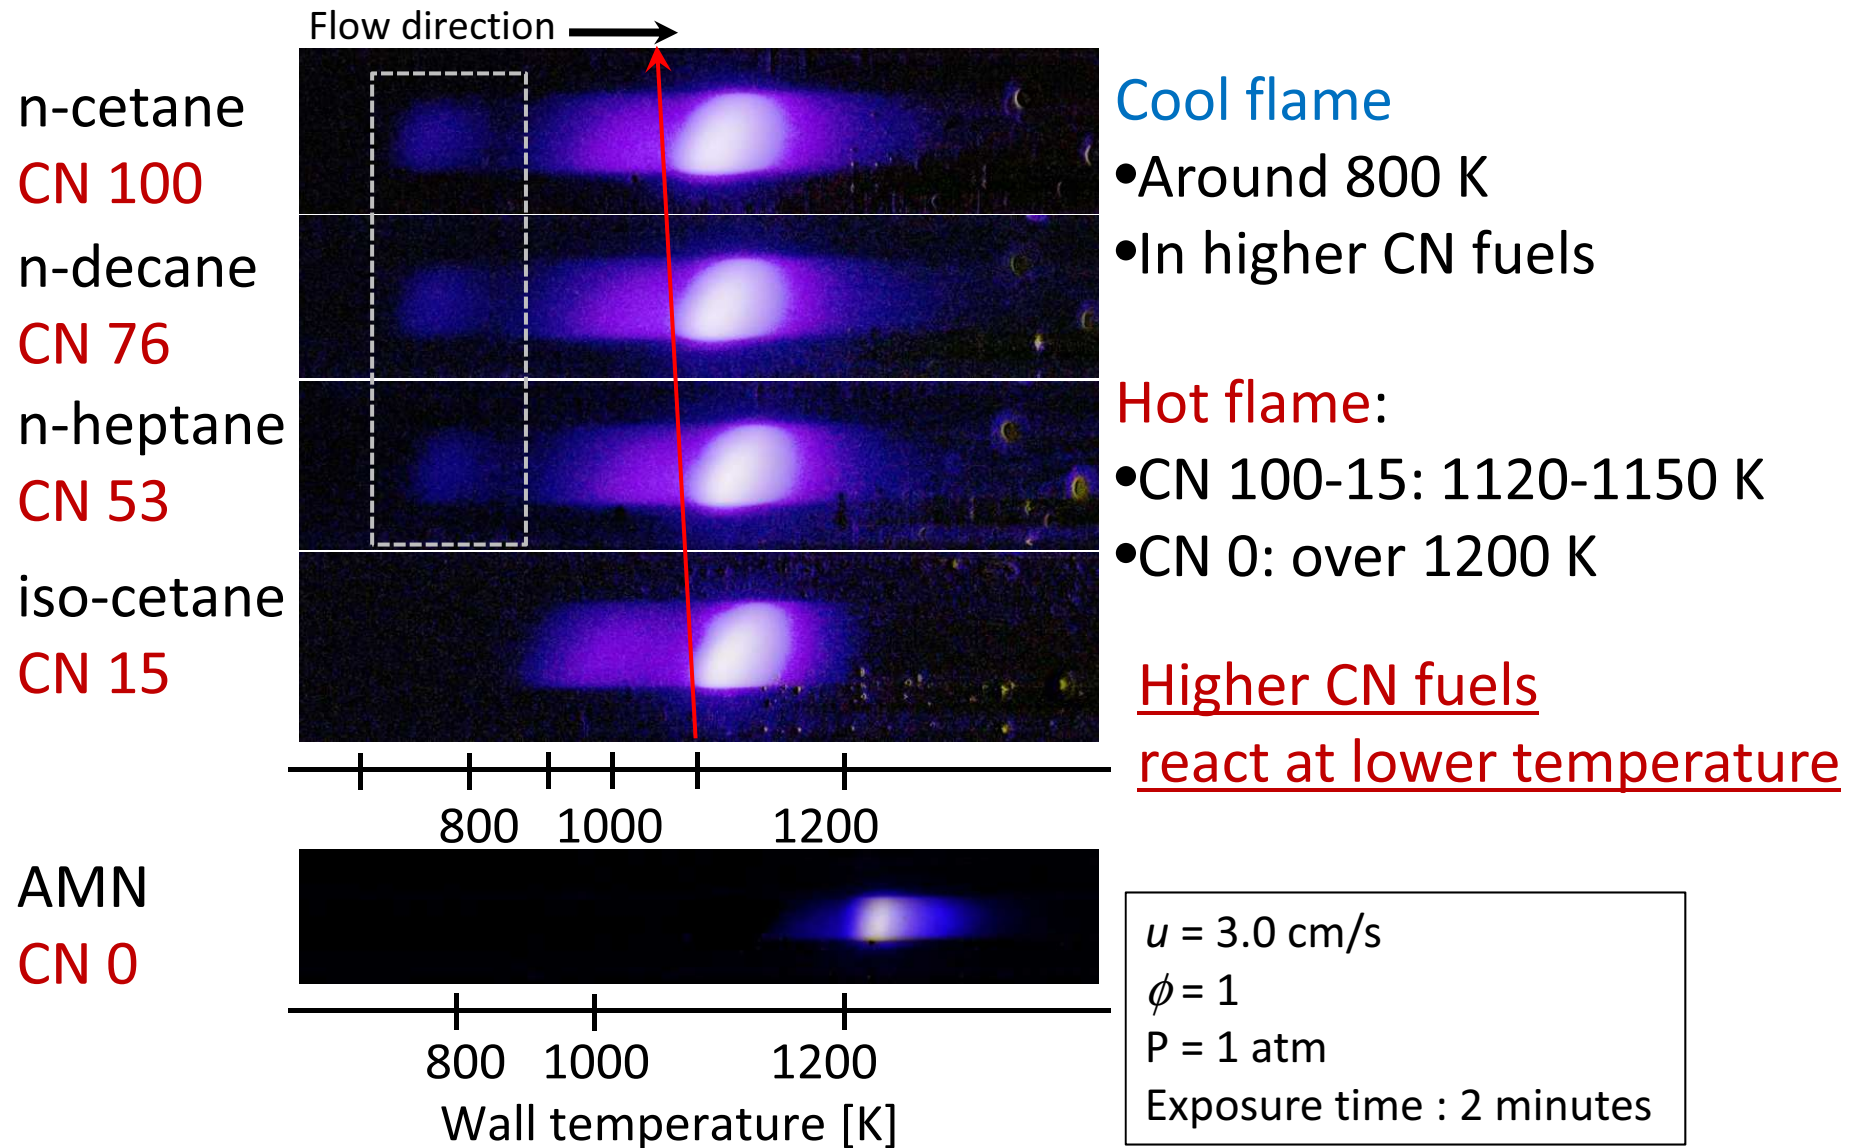 Flow direction
n-cetane
CN 100
n-decane
CN 76
n-heptane
CN 53
iso-cetane
CN 15
800 1000 1200
AMN
CN 0
800 1000 1200
Wall temperature [K]
Cool flame
•Around 800 K
•In higher CN fuels
Hot flame:
•CN 100-15: 1120-1150 K
•CN 0: over 1200 K
Higher CN fuels
react at lower temperature
u = 3.0 cm/s
ϕ = 1
P = 1 atm
Exposure time : 2 minutes